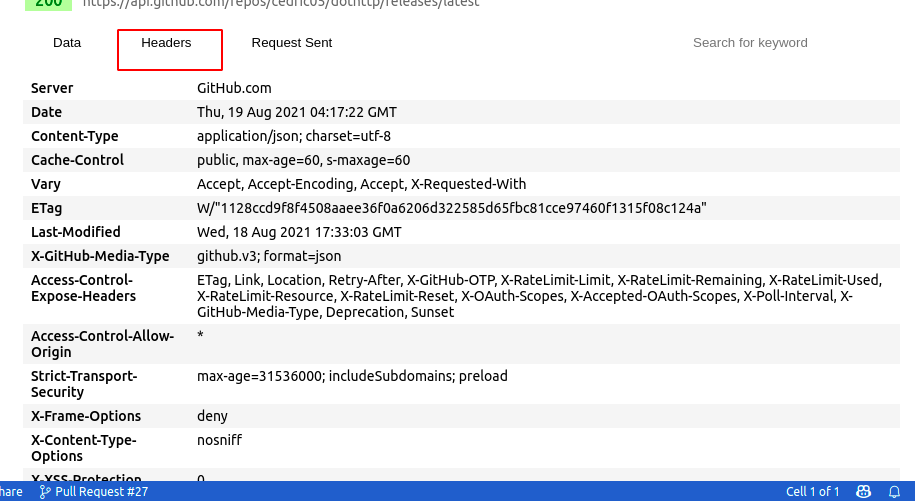 200 https://api.github.com/repos/cedric05/dothttp/releases/latest
Data Headers Request Sent Search for keyword
Server GitHub.com
Date Thu, 19 Aug 2021 04:17:22 GMT
Content-Type application/json; charset=utf-8
Cache-Control public, max-age=60, s-maxage=60
Vary Accept, Accept-Encoding, Accept, X-Requested-With
ETag W/"1128ccd9f8f4508aaee36f0a6206d322585d65fbc81cce97460f1315f08c124a"
Last-Modified Wed, 18 Aug 2021 17:33:03 GMT
X-GitHub-Media-Type github.v3; format=json
Access-Control- ETag, Link, Location, Retry-After, X-GitHub-OTP, X-RateLimit-Limit, X-RateLimit-Remaining, X-RateLimit-Used,
Expose-Headers X-RateLimit-Resource, X-RateLimit-Reset, X-OAuth-Scopes, X-Accepted-OAuth-Scopes, X-Poll-Interval, X-
GitHub-Media-Type, Deprecation, Sunset
Access-Control-Allow- *
Origin
Strict-Transport- max-age=31536000; includeSubdomains; preload
Security
X-Frame-Options deny
X-Content-Type- nosniff
Options
X-XSS-Protection 0
hare Pull Request #27 Cell 1 of 1